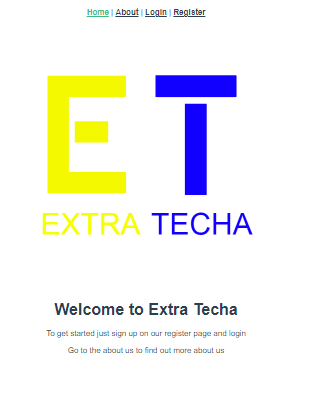 Home | About | Login | Register
ET
EXTRA TECHA
Welcome to Extra Techa
To get started just sign up on our register page and login
Go to the about us to find out more about us